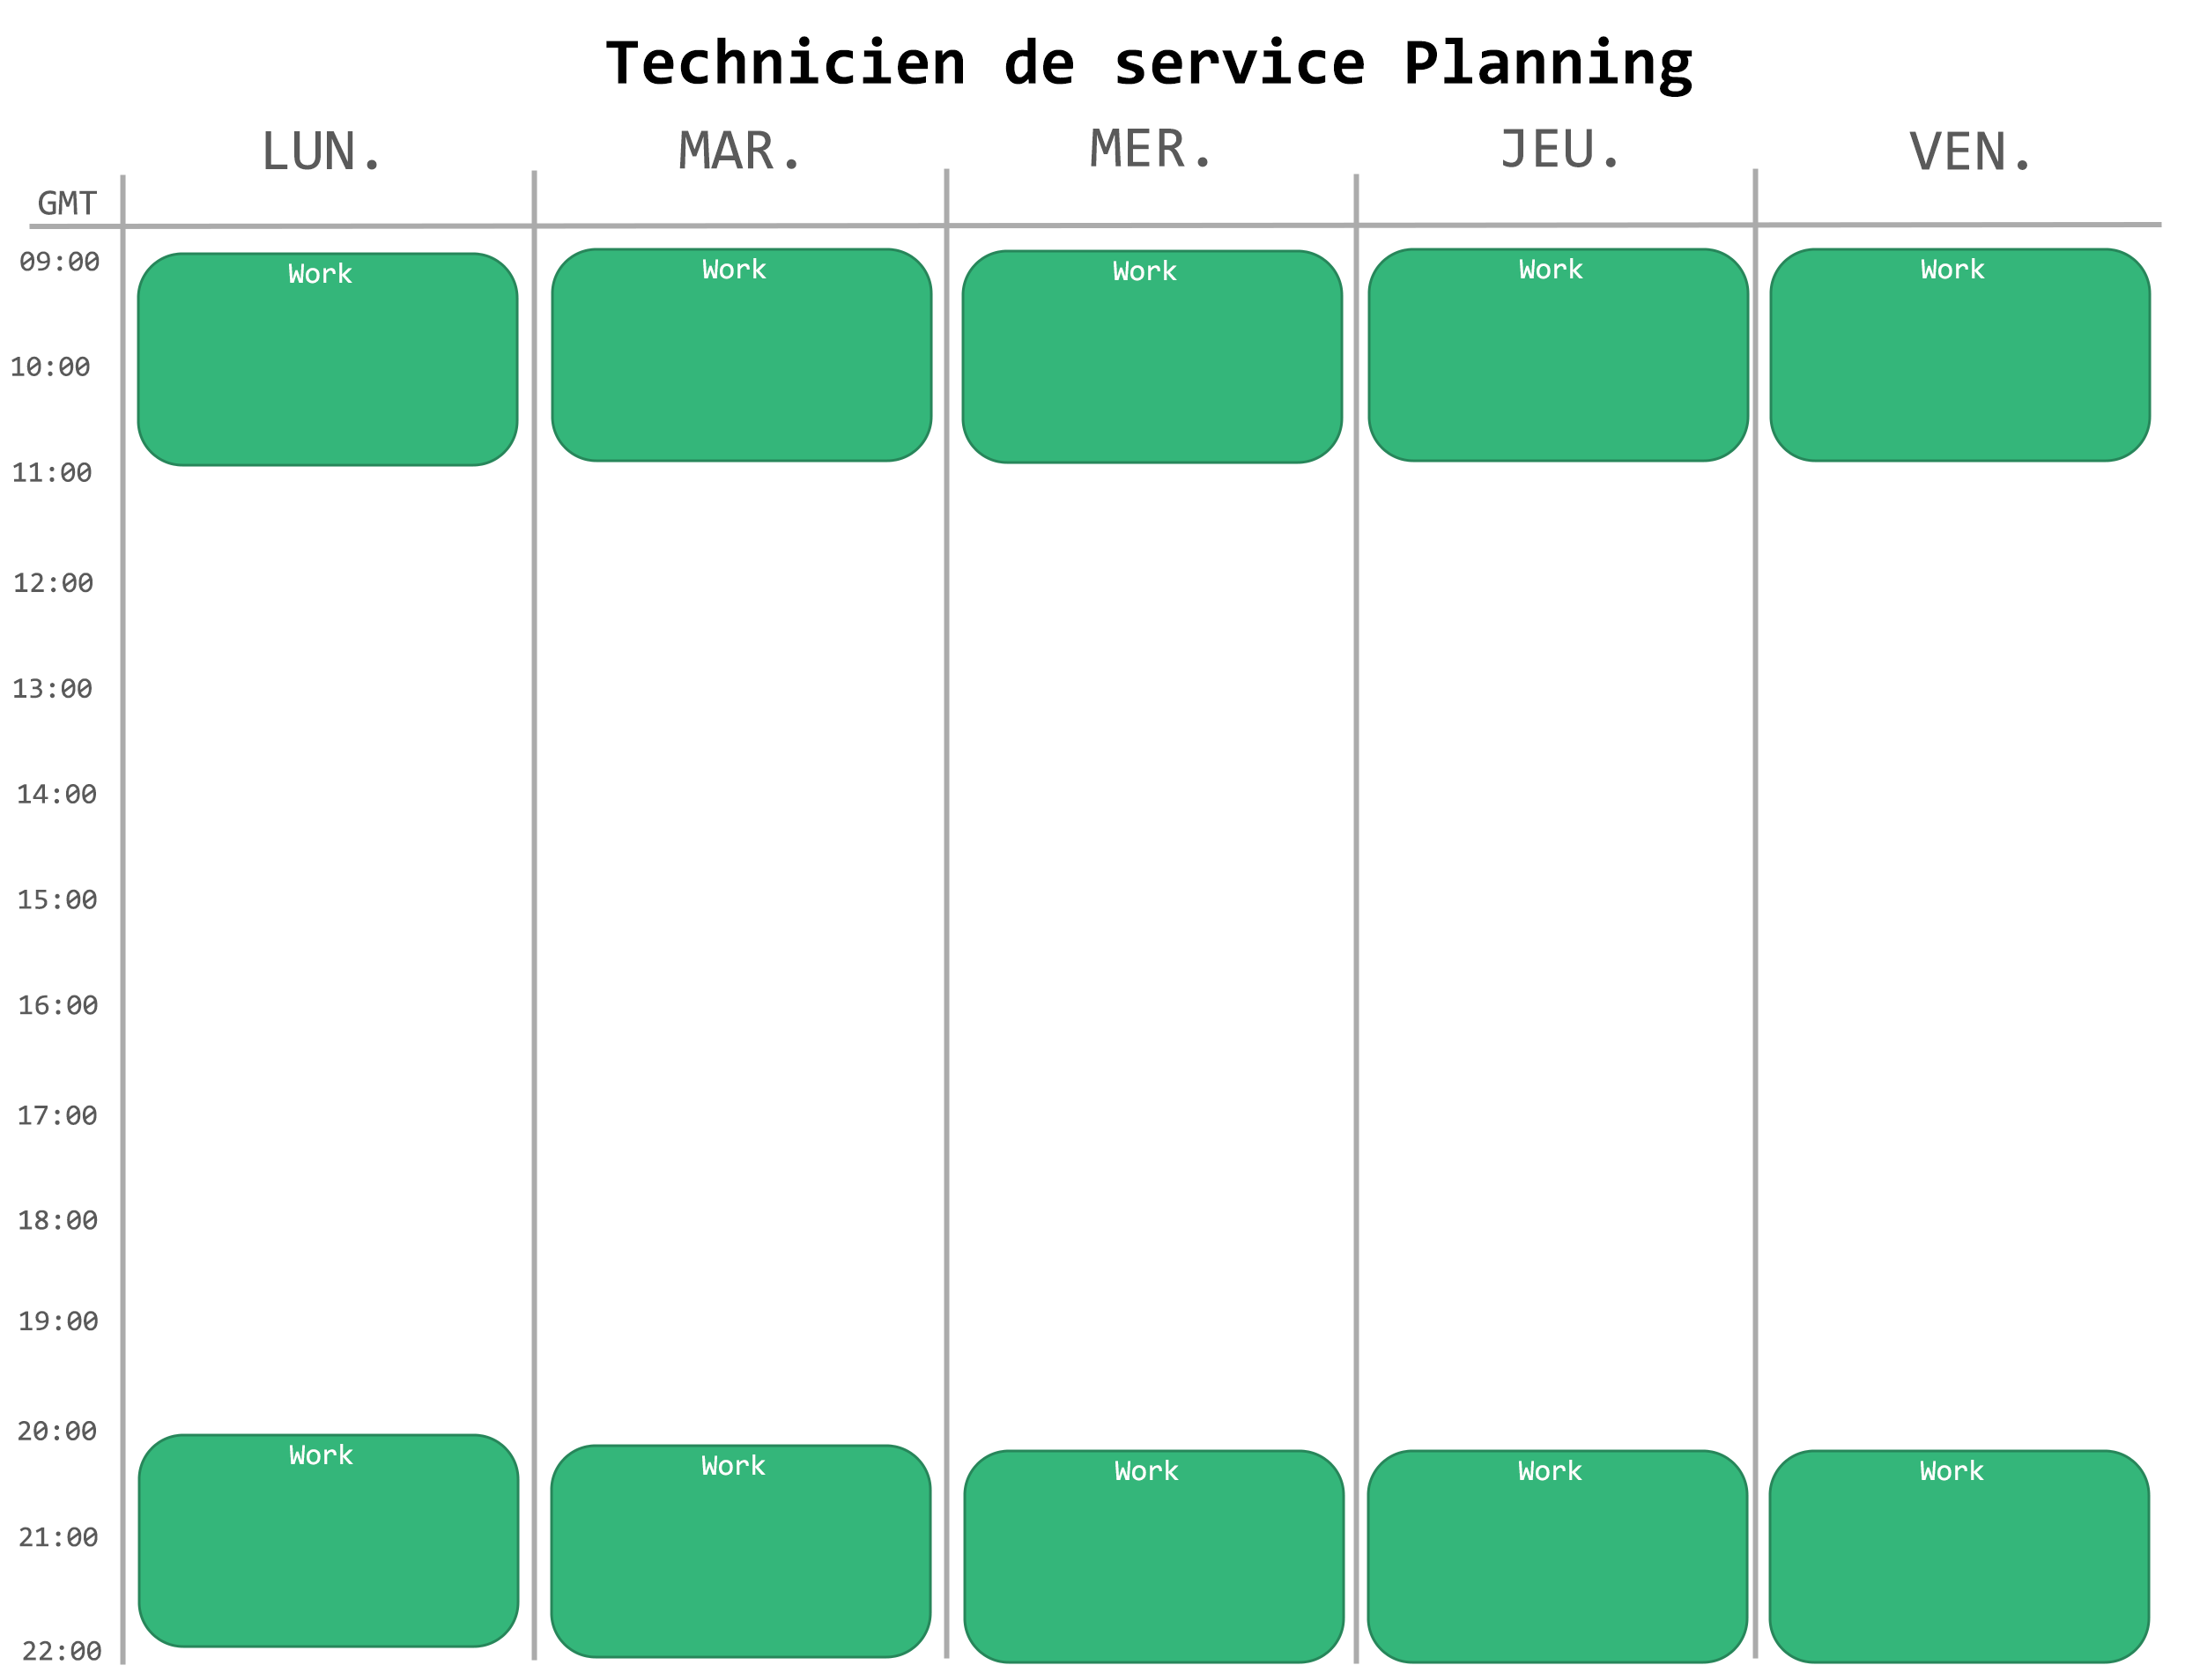 Technicien de service Planning
LUN. MAR. MER. JEU. VEN.
GMT
09:00 Work Work Work Work Work
10:00
11:00
12:00
13:00
14:00
15:00
16:00
17:00
18:00
19:00
20:00
Work Work Work Work Work
21:00
22:00